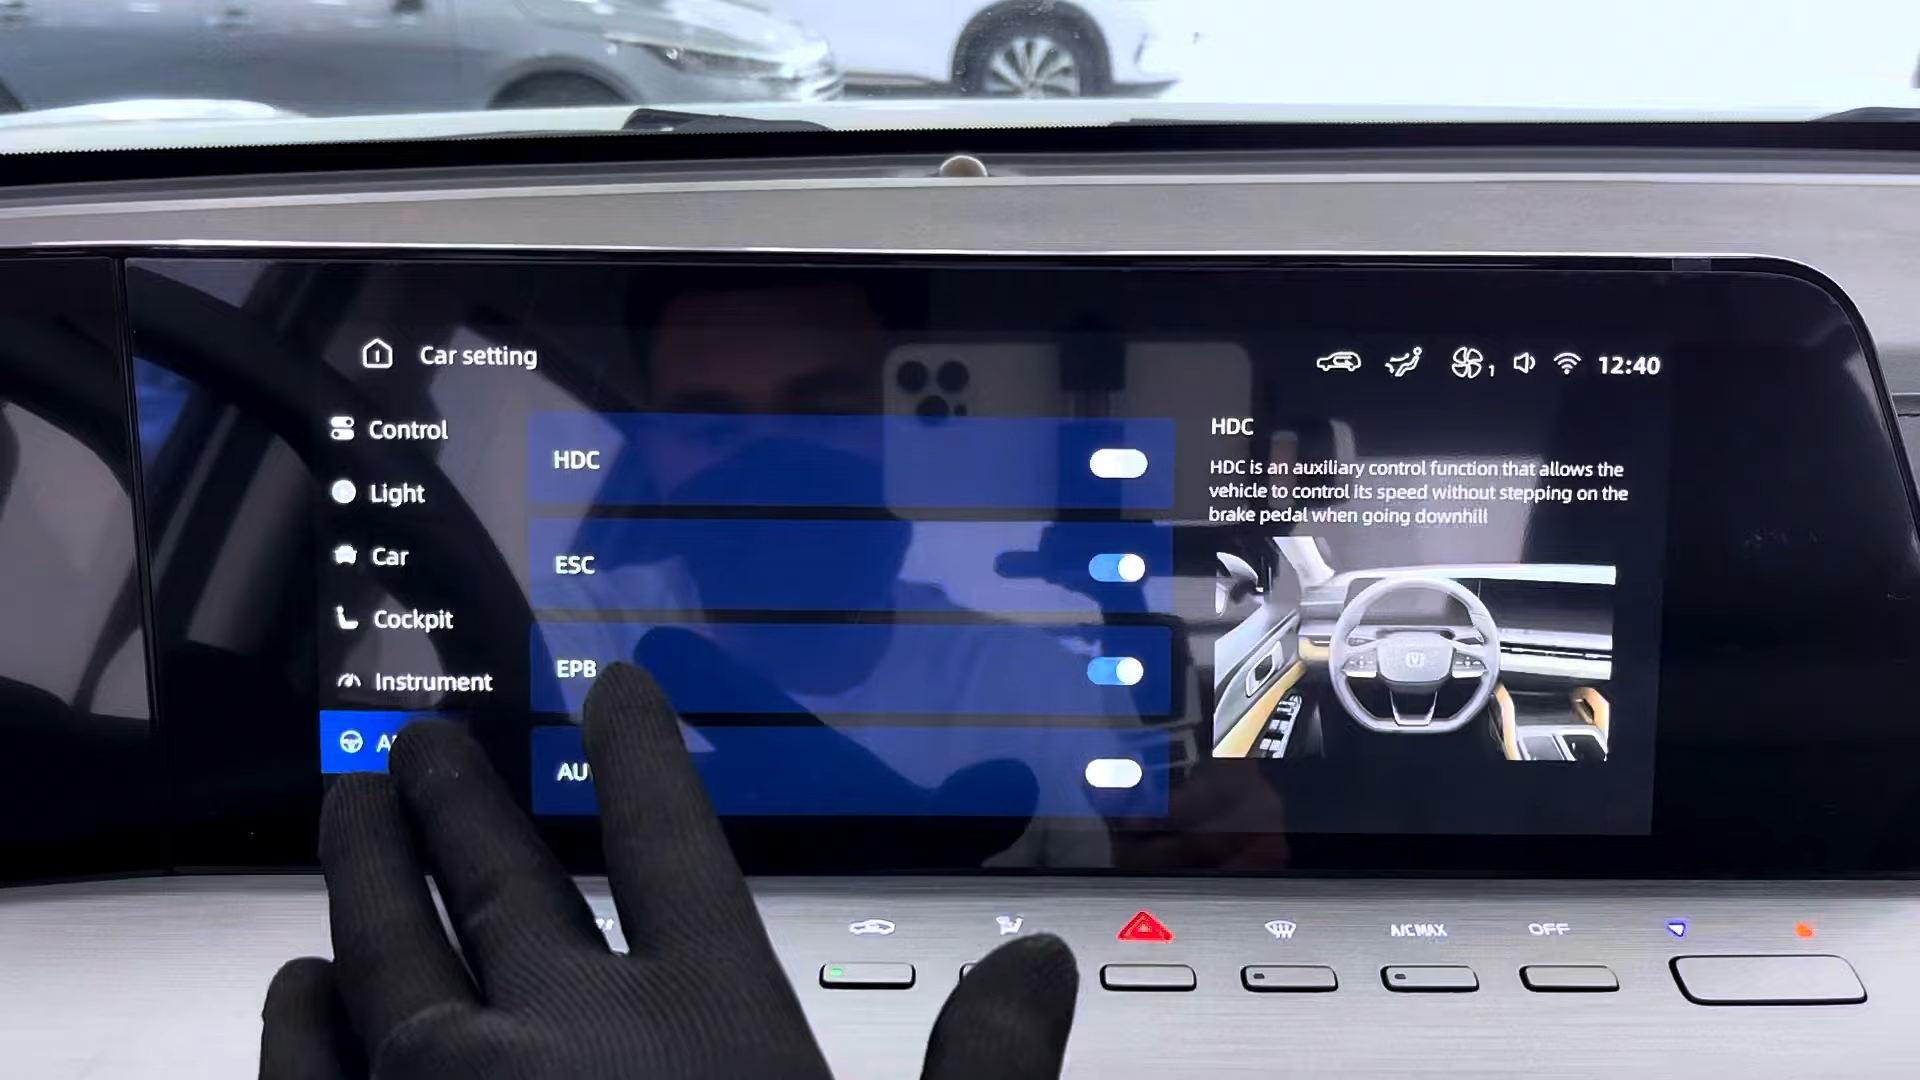 Car setting
1
12:40
Control
Light
Car
Cockpit
Instrument
HDC
ESC
EPB
HDC
HDC is an auxiliary control function that allows the
vehicle to control its speed without stepping on the
brake pedal when going downhill
A/C MAX
OFF